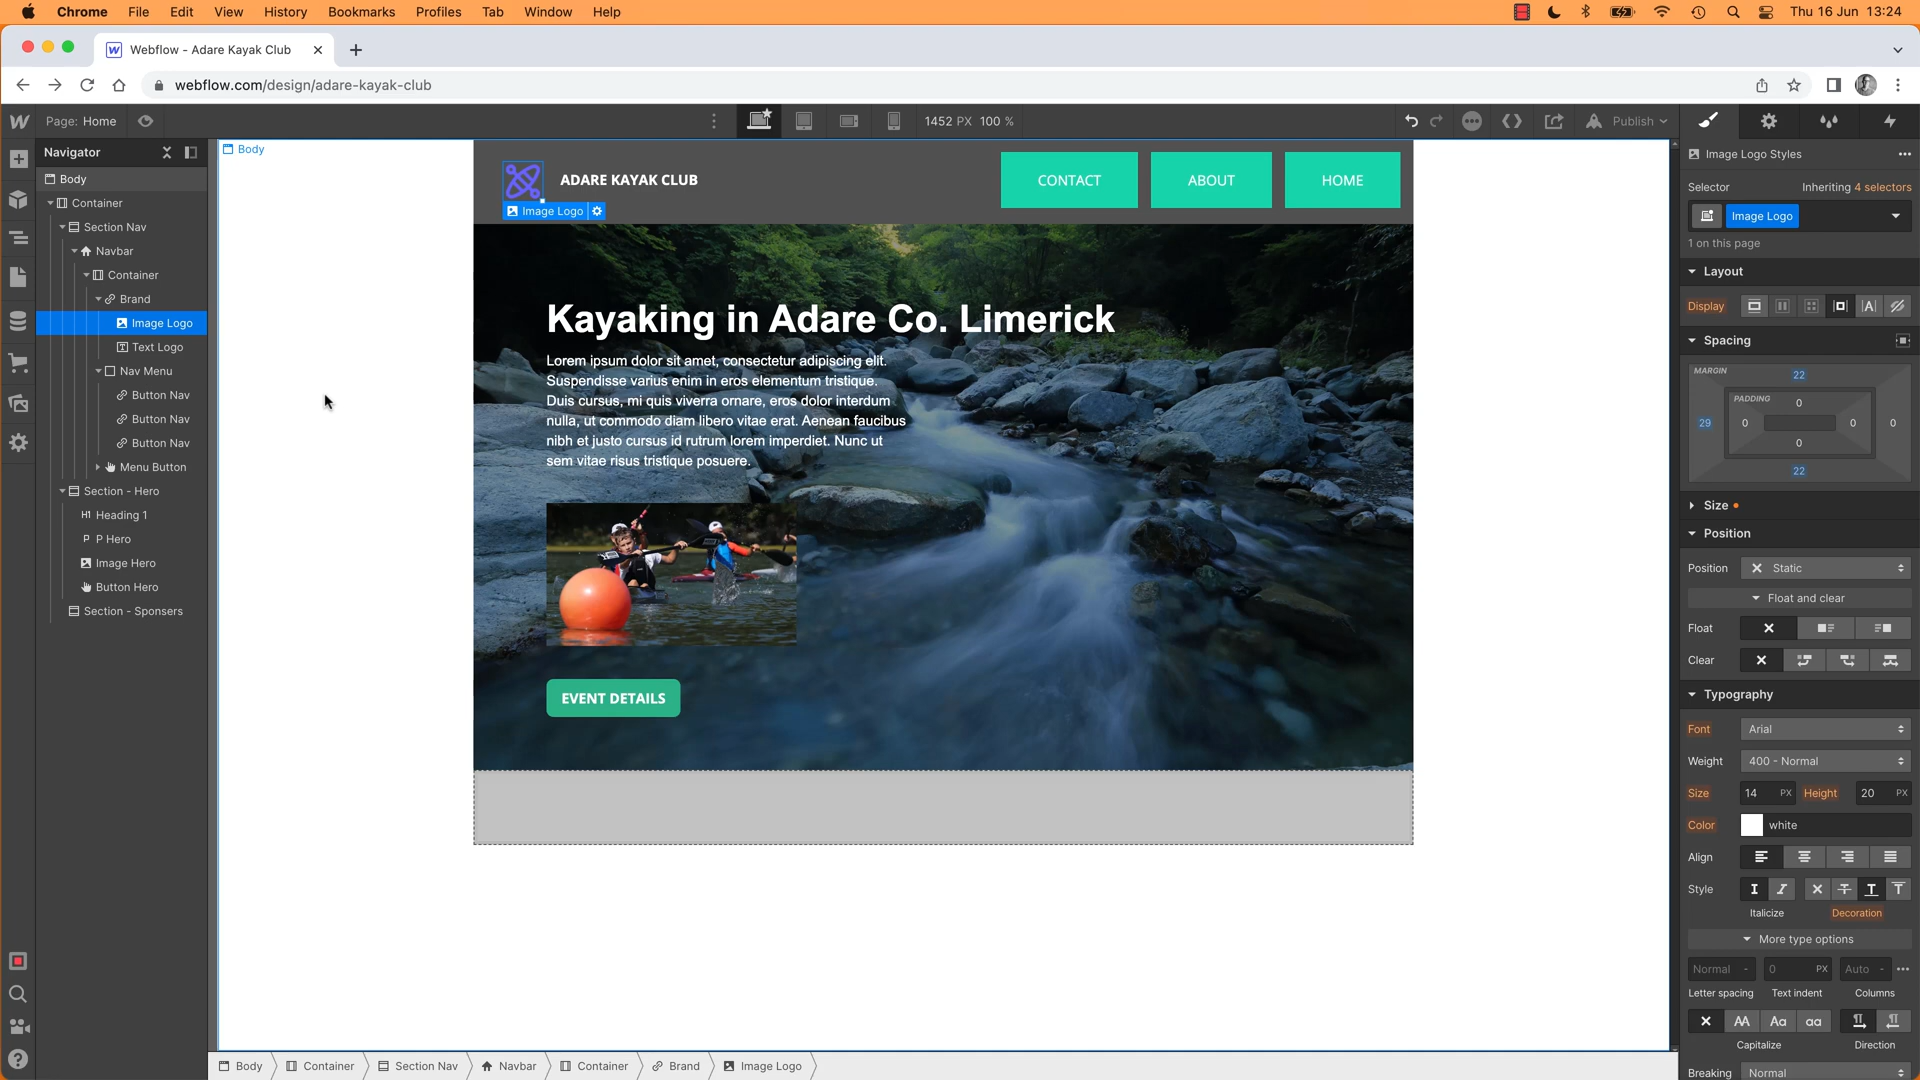 Chrome File Edit View History Bookmarks Profiles Tab Window Help Thu 16 Jun 13:24
Webflow - Adare Kayak Club
webflow.com/design/adare-kayak-club
Page: Home 1452 PX 100 % Publish
Navigator
Body
Container
Section Nav
Navbar
Container
Brand
Image Logo
Text Logo
Nav Menu
Button Nav
Button Nav
Button Nav
Menu Button
Section - Hero
H1 Heading 1
P P Hero
Image Hero
Button Hero
Section - Sponsers
Body
ADARE KAYAK CLUB
Image Logo
CONTACT ABOUT HOME
Kayaking in Adare Co. Limerick
Lorem ipsum dolor sit amet, consectetur adipiscing elit.
Suspendisse varius enim in eros elementum tristique.
Duis cursus, mi quis viverra ornare, eros dolor interdum
nulla, ut commodo diam libero vitae erat. Aenean faucibus
nibh et justo cursus id rutrum lorem imperdiet. Nunc ut
sem vitae risus tristique posuere.
EVENT DETAILS
Body Container Section Nav Navbar Container Brand Image Logo
Image Logo Styles
Selector Inheriting 4 selectors
Image Logo
1 on this page
Layout
Display
Spacing
MARGIN 22
PADDING 0
29 0 0 0
0
22
Size
Position
Position Static
Float and clear
Float
Clear
Typography
Font Arial
Weight 400 - Normal
Size 14 PX Height 20 PX
Color white
Align
Style
Italicize Decoration
More type options
Normal - 0 PX Auto -
Letter spacing Text indent Columns
AA Aa aa
Capitalize Direction
Breaking Normal